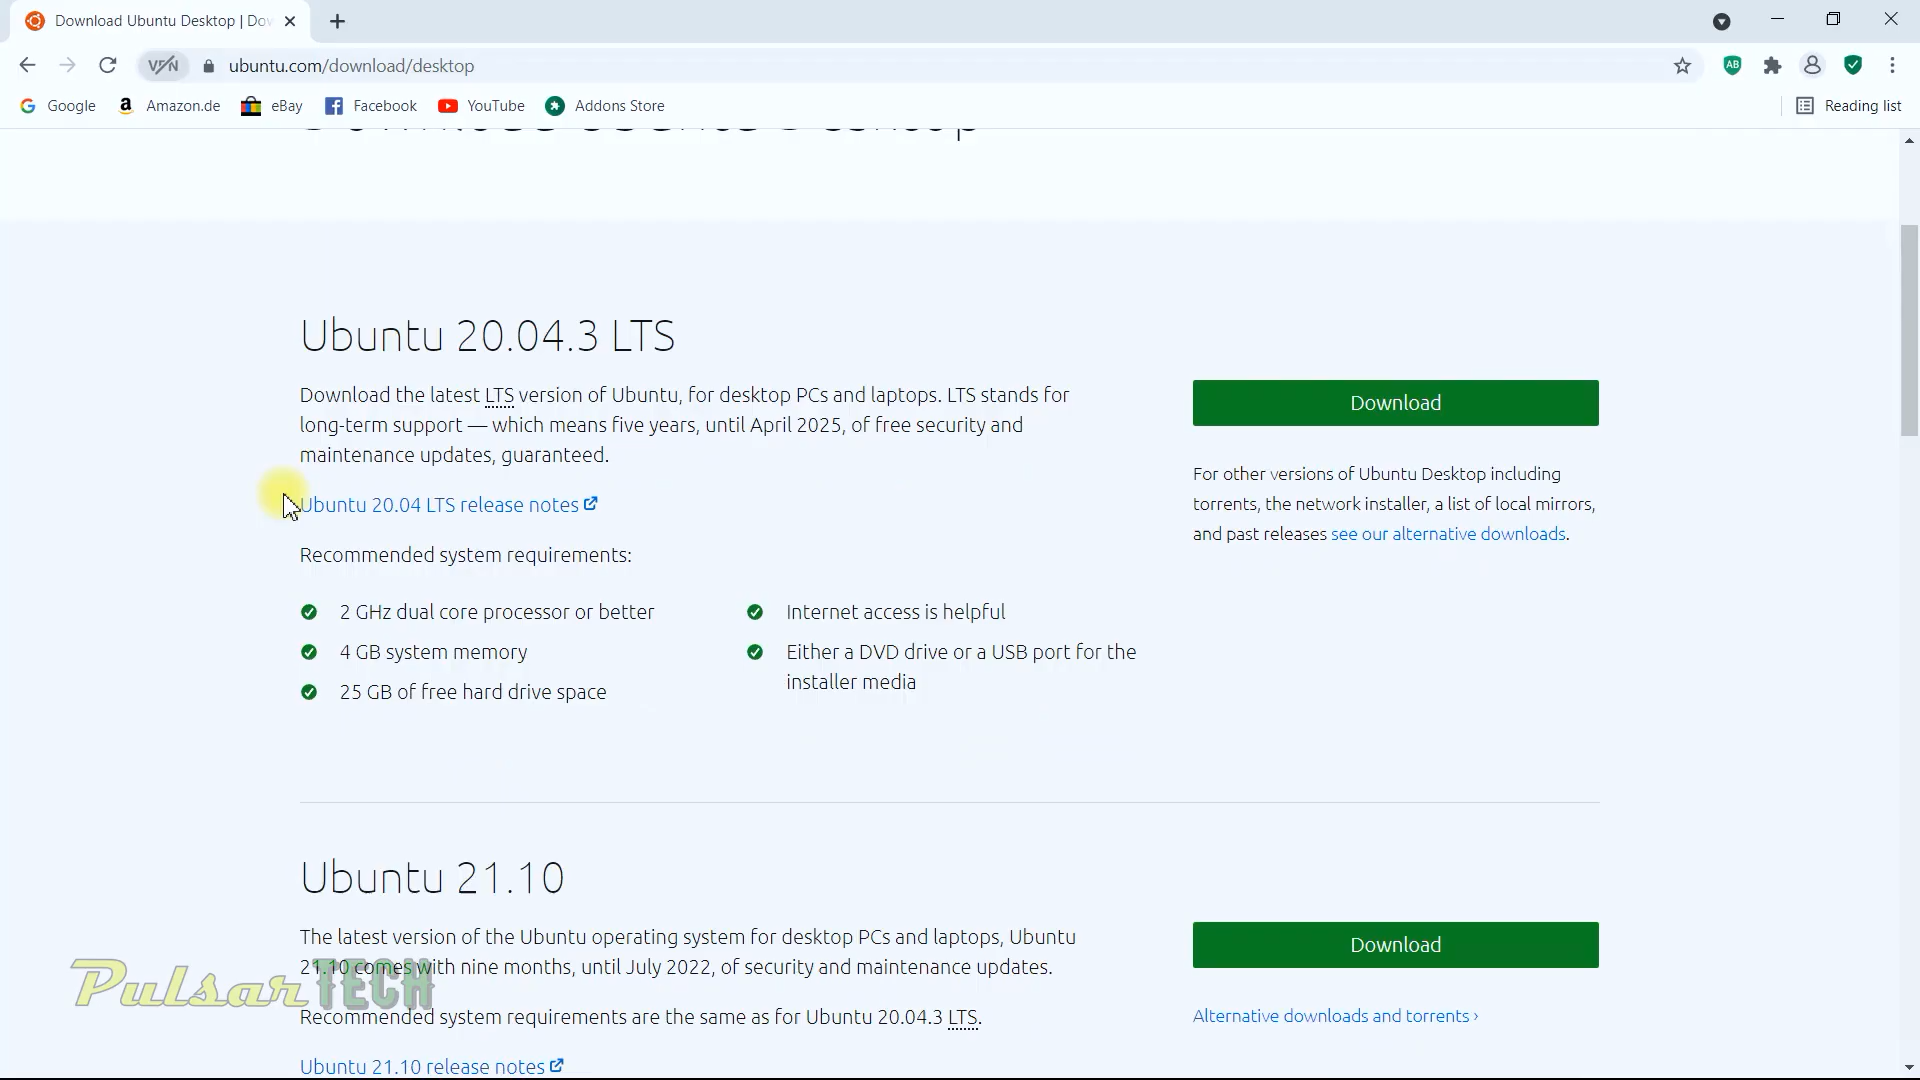 Download Ubuntu Desktop | Dow
VPN
ubuntu.com/download/desktop
AB
Google
Amazon.de
eBay
Facebook
YouTube
Addons Store
Reading list
Download Ubuntu Desktop
Ubuntu 20.04.3 LTS
Download the latest LTS version of Ubuntu, for desktop PCs and laptops. LTS stands for
long-term support — which means five years, until April 2025, of free security and
maintenance updates, guaranteed.
Ubuntu 20.04 LTS release notes
Recommended system requirements:
2 GHz dual core processor or better
4 GB system memory
25 GB of free hard drive space
Internet access is helpful
Either a DVD drive or a USB port for the
installer media
Download
For other versions of Ubuntu Desktop including
torrents, the network installer, a list of local mirrors,
and past releases see our alternative downloads.
Ubuntu 21.10
The latest version of the Ubuntu operating system for desktop PCs and laptops, Ubuntu
21.10 comes with nine months, until July 2022, of security and maintenance updates.
Recommended system requirements are the same as for Ubuntu 20.04.3 LTS.
Ubuntu 21.10 release notes
Download
Alternative downloads and torrents ›
PulsarTECH